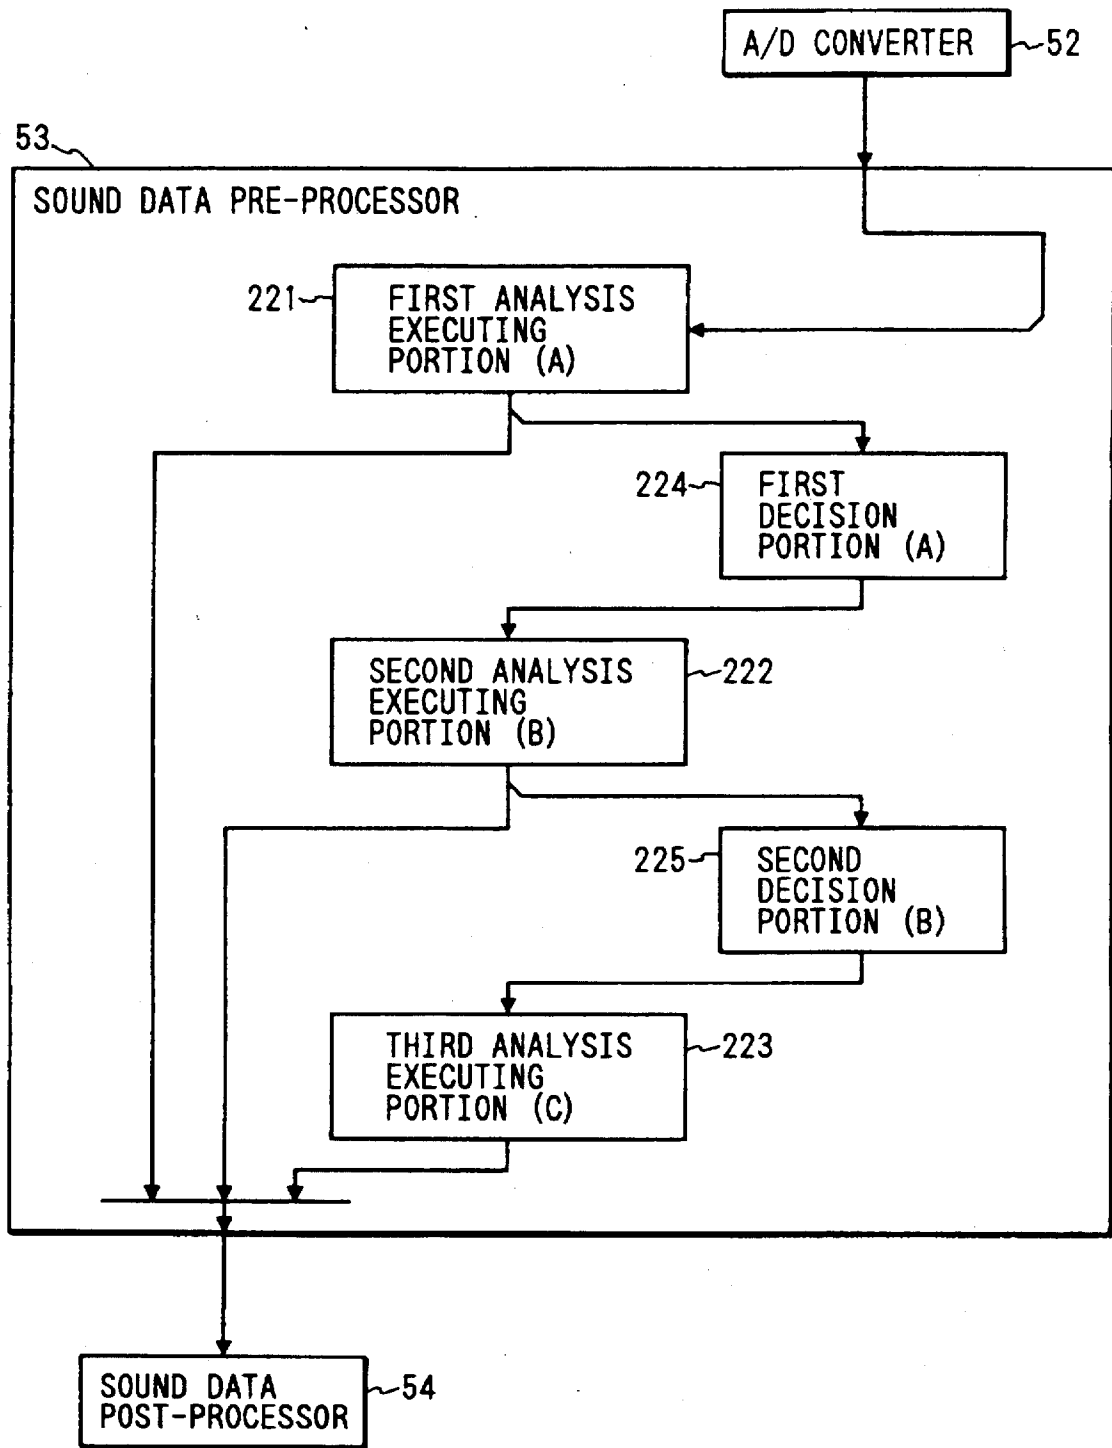 A/D CONVERTER
52
53
SOUND DATA PRE-PROCESSOR
221
FIRST ANALYSIS
EXECUTING
PORTION (A)
224
FIRST
DECISION
PORTION (A)
SECOND ANALYSIS
EXECUTING
PORTION (B)
222
225
SECOND
DECISION
PORTION (B)
THIRD ANALYSIS
EXECUTING
PORTION (C)
223
SOUND DATA
POST-PROCESSOR
54